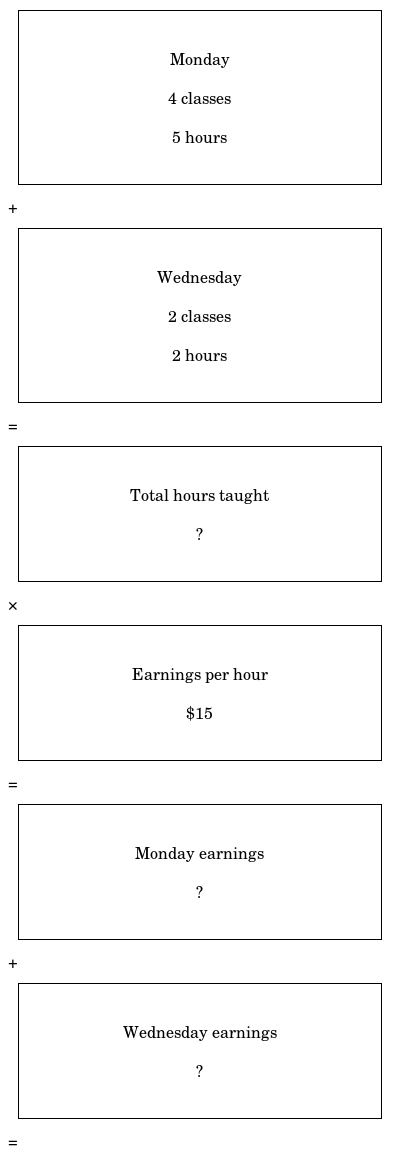 Monday
4 classes
5 hours
+
Wednesday
2 classes
2 hours
=
Total hours taught
?
×
Earnings per hour
$15
=
Monday earnings
?
+
Wednesday earnings
?
=